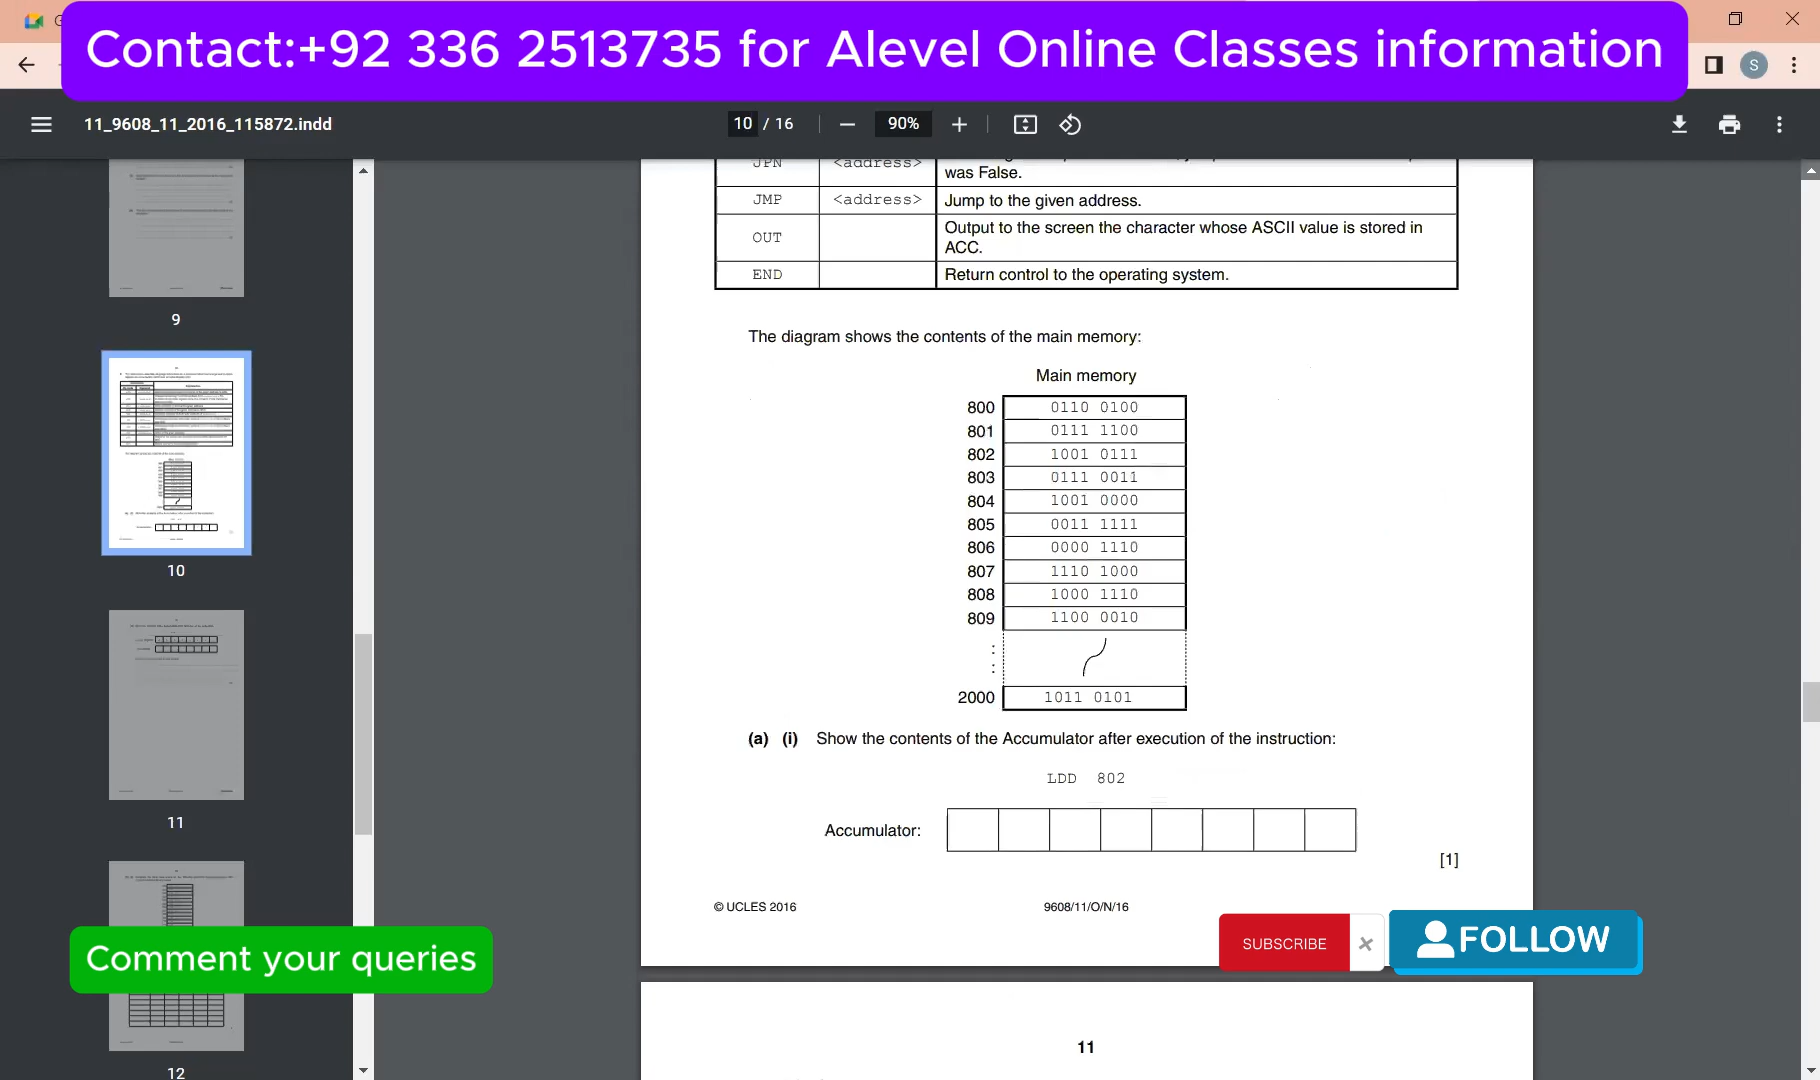 Contact:+92 336 2513735 for Alevel Online Classes information
S
11_9608_11_2016_115872.indd
10 / 16
90%
9
10
11
12
JPN <address>
was False.
JMP <address> Jump to the given address.
OUT Output to the screen the character whose ASCII value is stored in
ACC.
END Return control to the operating system.
The diagram shows the contents of the main memory:
Main memory
800 0110 0100
801 0111 1100
802 1001 0111
803 0111 0011
804 1001 0000
805 0011 1111
806 0000 1110
807 1110 1000
808 1000 1110
809 1100 0010
:
:
2000 1011 0101
(a) (i) Show the contents of the Accumulator after execution of the instruction:
LDD 802
Accumulator:
[1]
© UCLES 2016 9608/11/O/N/16
SUBSCRIBE
FOLLOW
Comment your queries
11